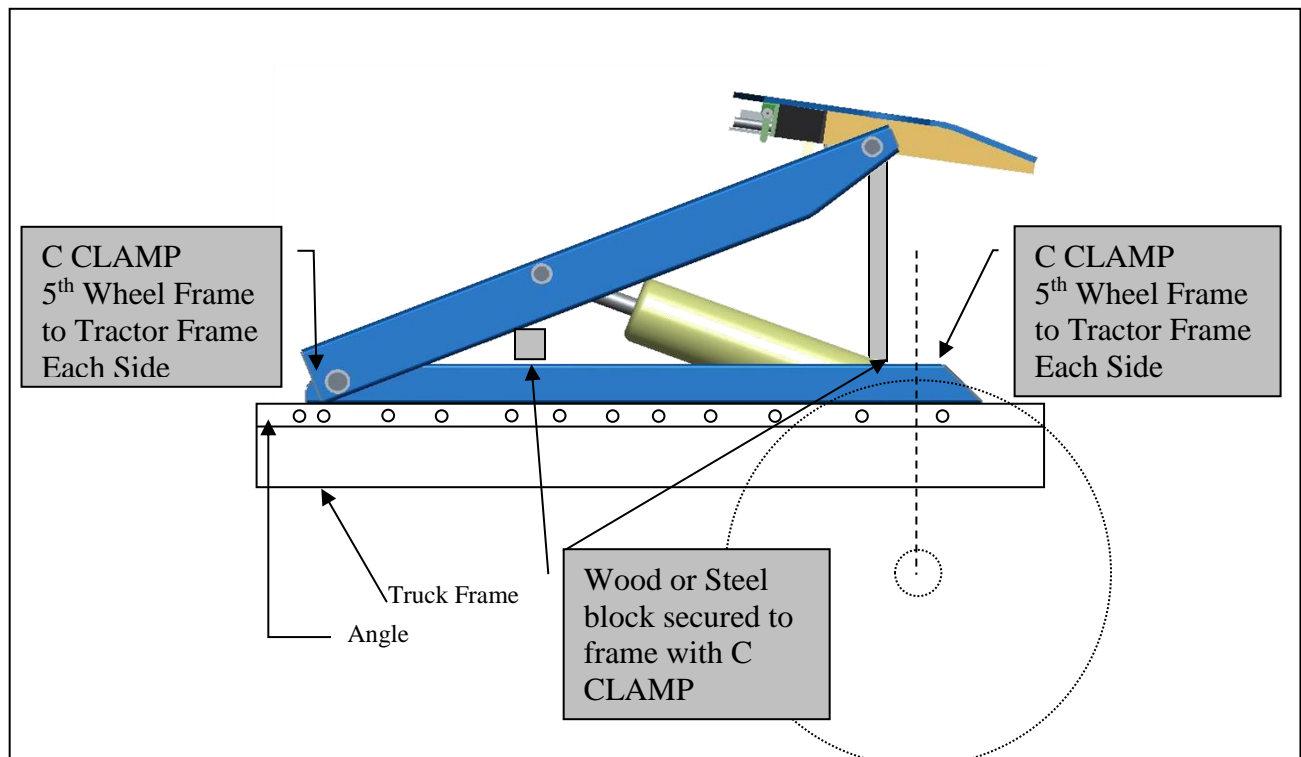 C CLAMP
5th Wheel Frame
to Tractor Frame
Each Side
C CLAMP
5th Wheel Frame
to Tractor Frame
Each Side
Truck Frame
Angle
Wood or Steel
block secured to
frame with C
CLAMP